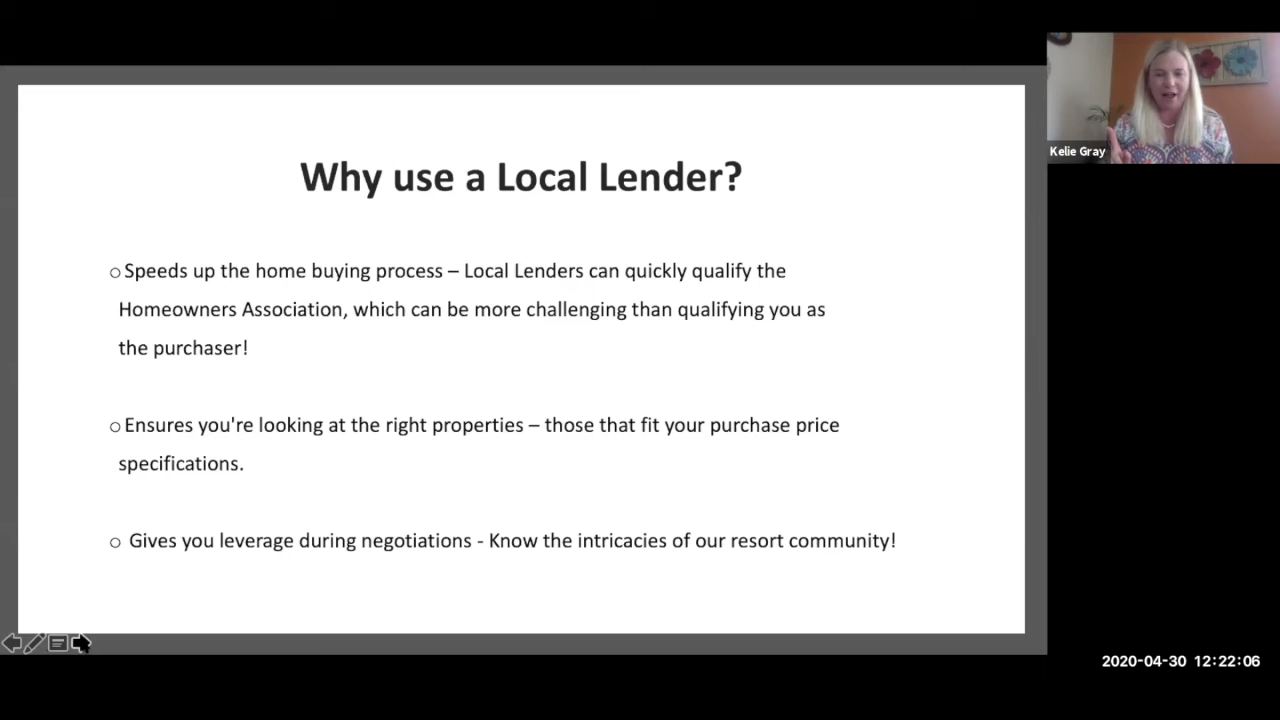 Why use a Local Lender?
○ Speeds up the home buying process – Local Lenders can quickly qualify the
Homeowners Association, which can be more challenging than qualifying you as
the purchaser!
○ Ensures you're looking at the right properties – those that fit your purchase price
specifications.
○ Gives you leverage during negotiations - Know the intricacies of our resort community!
Kelie Gray
2020-04-30 12:22:06